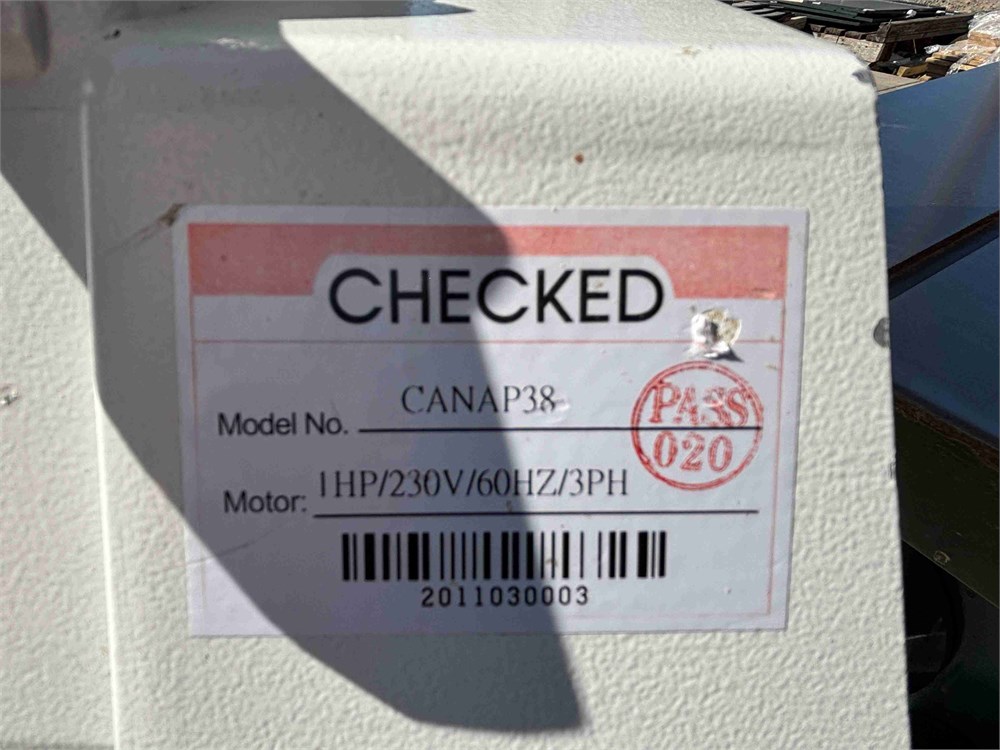 CHECKED
Model No. CANAP38
PASS
020
Motor: 1HP/230V/60HZ/3PH
2011030003